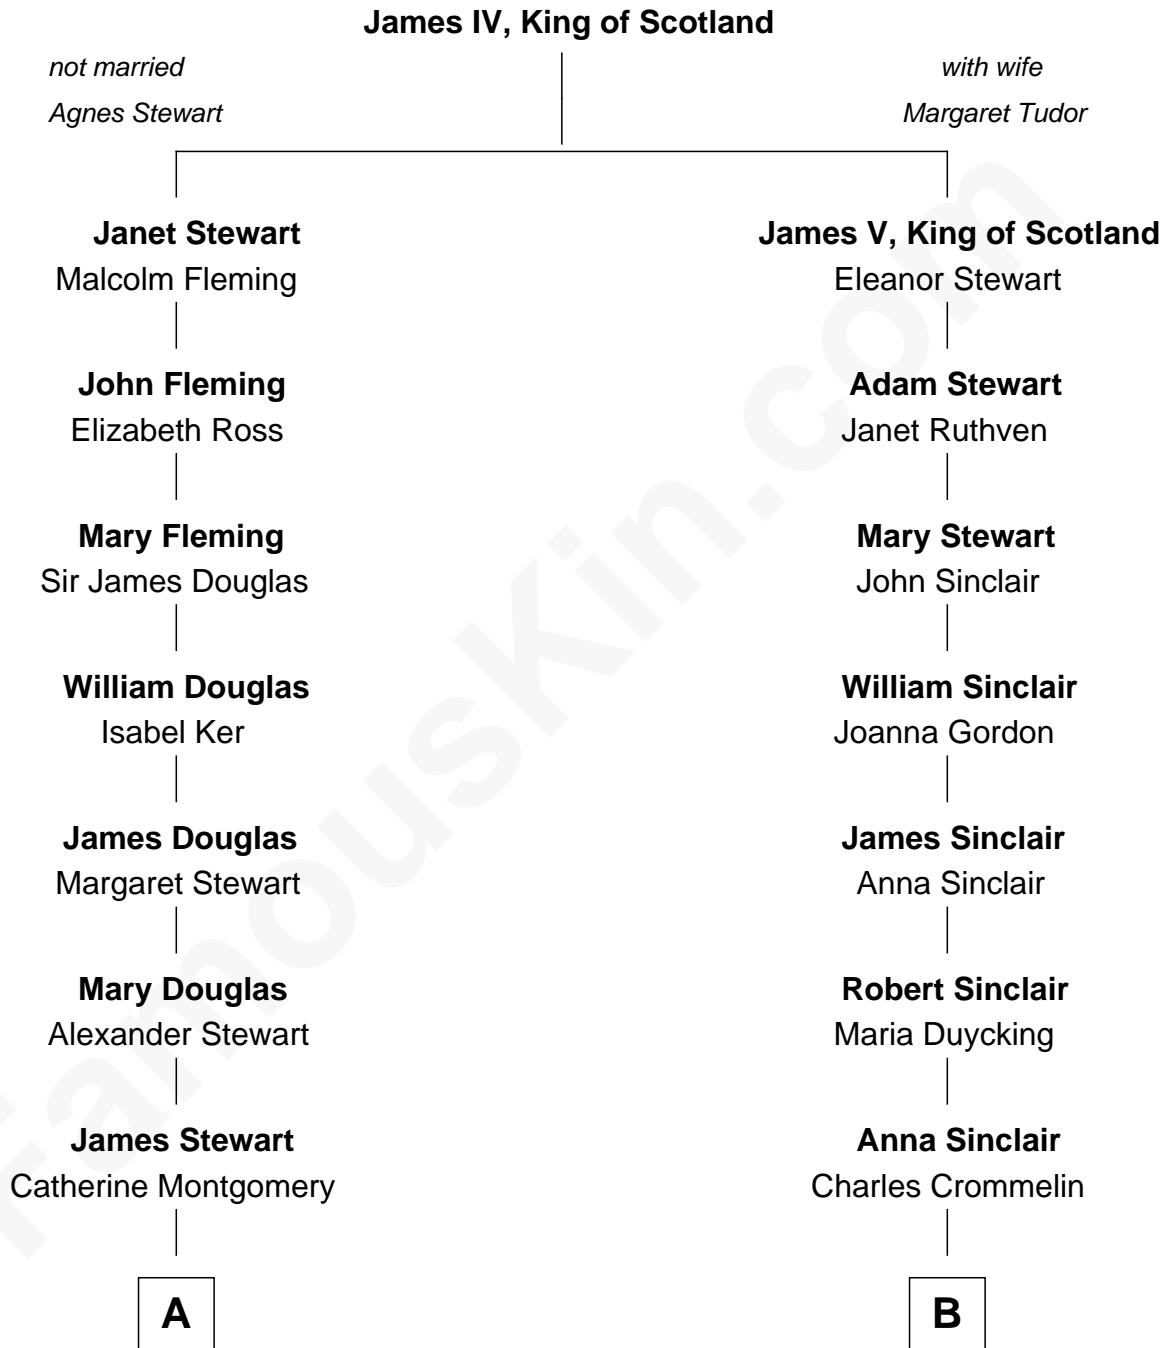 James IV, King of Scotland
not married
Agnes Stewart
with wife
Margaret Tudor
Janet Stewart
Malcolm Fleming
James V, King of Scotland
Eleanor Stewart
John Fleming
Elizabeth Ross
Adam Stewart
Janet Ruthven
Mary Fleming
Sir James Douglas
Mary Stewart
John Sinclair
William Douglas
Isabel Ker
William Sinclair
Joanna Gordon
James Douglas
Margaret Stewart
James Sinclair
Anna Sinclair
Mary Douglas
Alexander Stewart
Robert Sinclair
Maria Duycking
James Stewart
Catherine Montgomery
Anna Sinclair
Charles Crommelin
A
B
FamousKin.com